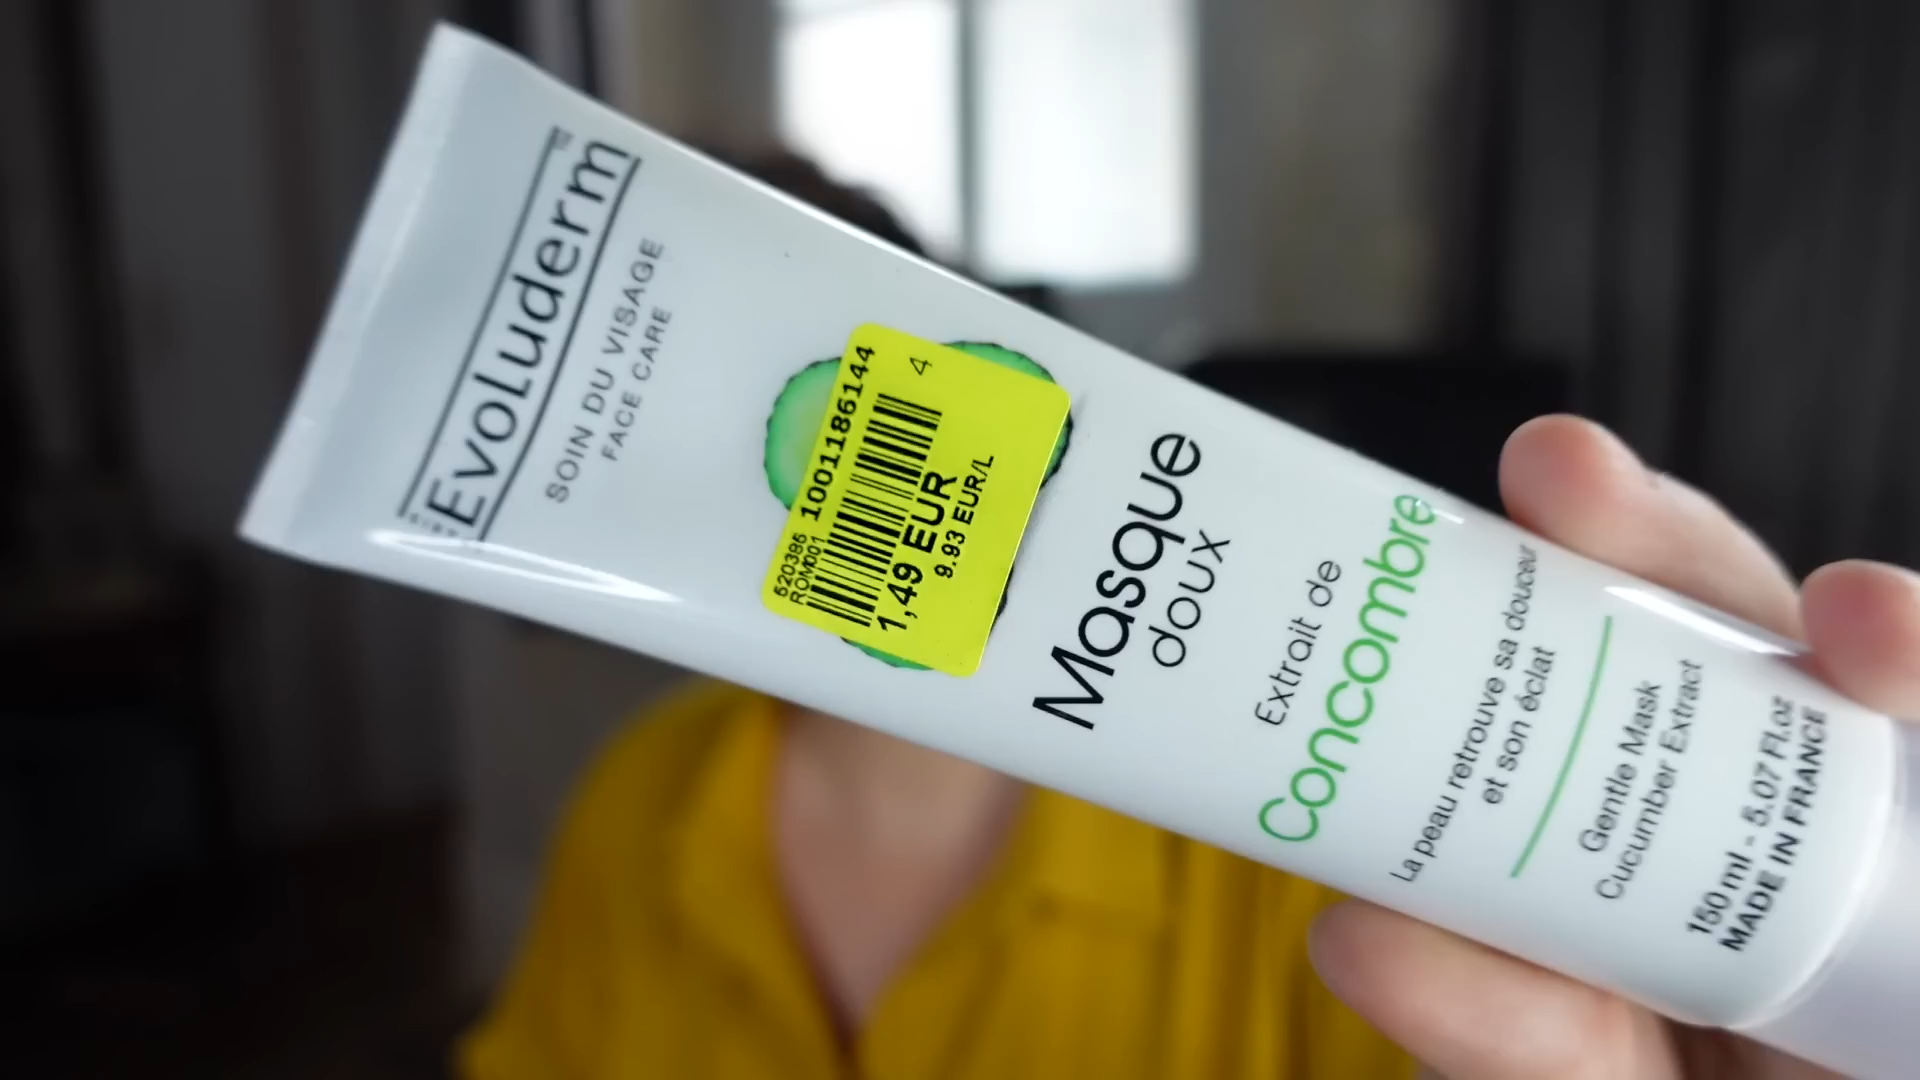 Evoluderm
SOIN DU VISAGE
FACE CARE
4
520386 1001186144
ROM001
1,49 EUR
9.93 EUR/L
Masque
doux
Extrait de
Concombre
La peau retrouve sa douceur
et son éclat
Gentle Mask
Cucumber Extract
150 ml - 5.07 Fl.oz
MADE IN FRANCE